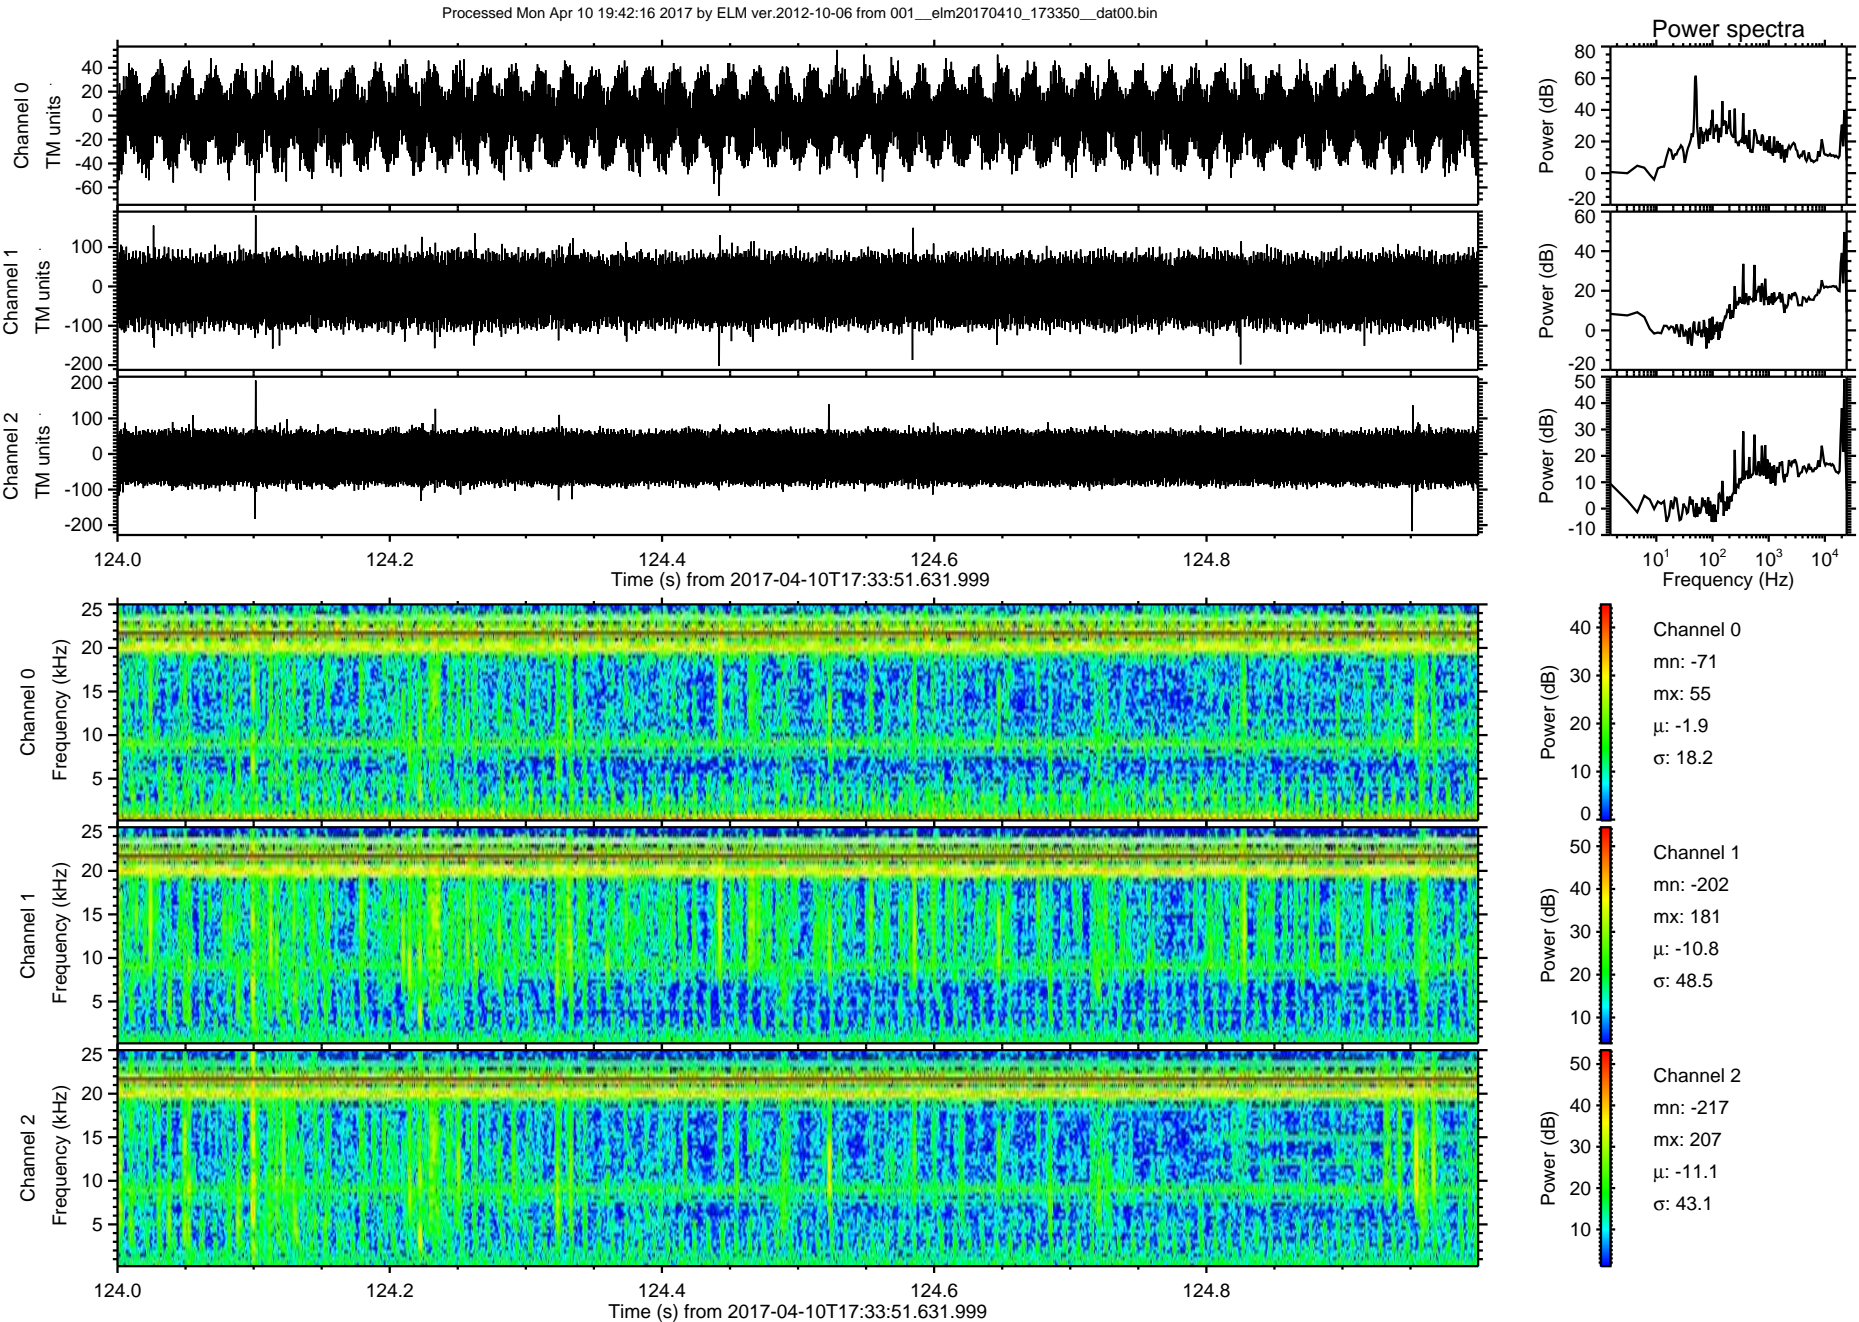 Processed Mon Apr 10 19:42:16 2017 by ELM ver.2012-10-06 from 001__elm20170410_173350__dat00.bin
Power spectra
Channel 0
TM units
40
20
0
-20
-40
-60
Power (dB)
80
60
40
20
0
-20
Channel 1
TM units
100
0
-100
-200
Power (dB)
60
40
20
0
-20
Channel 2
TM units
200
100
0
-100
-200
Power (dB)
50
40
30
20
10
0
-10
124.0 124.2 124.4 124.6 124.8
Time (s) from 2017-04-10T17:33:51.631.999
10^1 10^2 10^3 10^4
Frequency (Hz)
Channel 0
Frequency (kHz)
25
20
15
10
5
Power (dB)
40
30
20
10
0
Channel 0
mn: -71
mx: 55
µ: -1.9
σ: 18.2
Channel 1
Frequency (kHz)
25
20
15
10
5
Power (dB)
50
40
30
20
10
Channel 1
mn: -202
mx: 181
µ: -10.8
σ: 48.5
Channel 2
Frequency (kHz)
25
20
15
10
5
Power (dB)
50
40
30
20
10
Channel 2
mn: -217
mx: 207
µ: -11.1
σ: 43.1
124.0 124.2 124.4 124.6 124.8
Time (s) from 2017-04-10T17:33:51.631.999